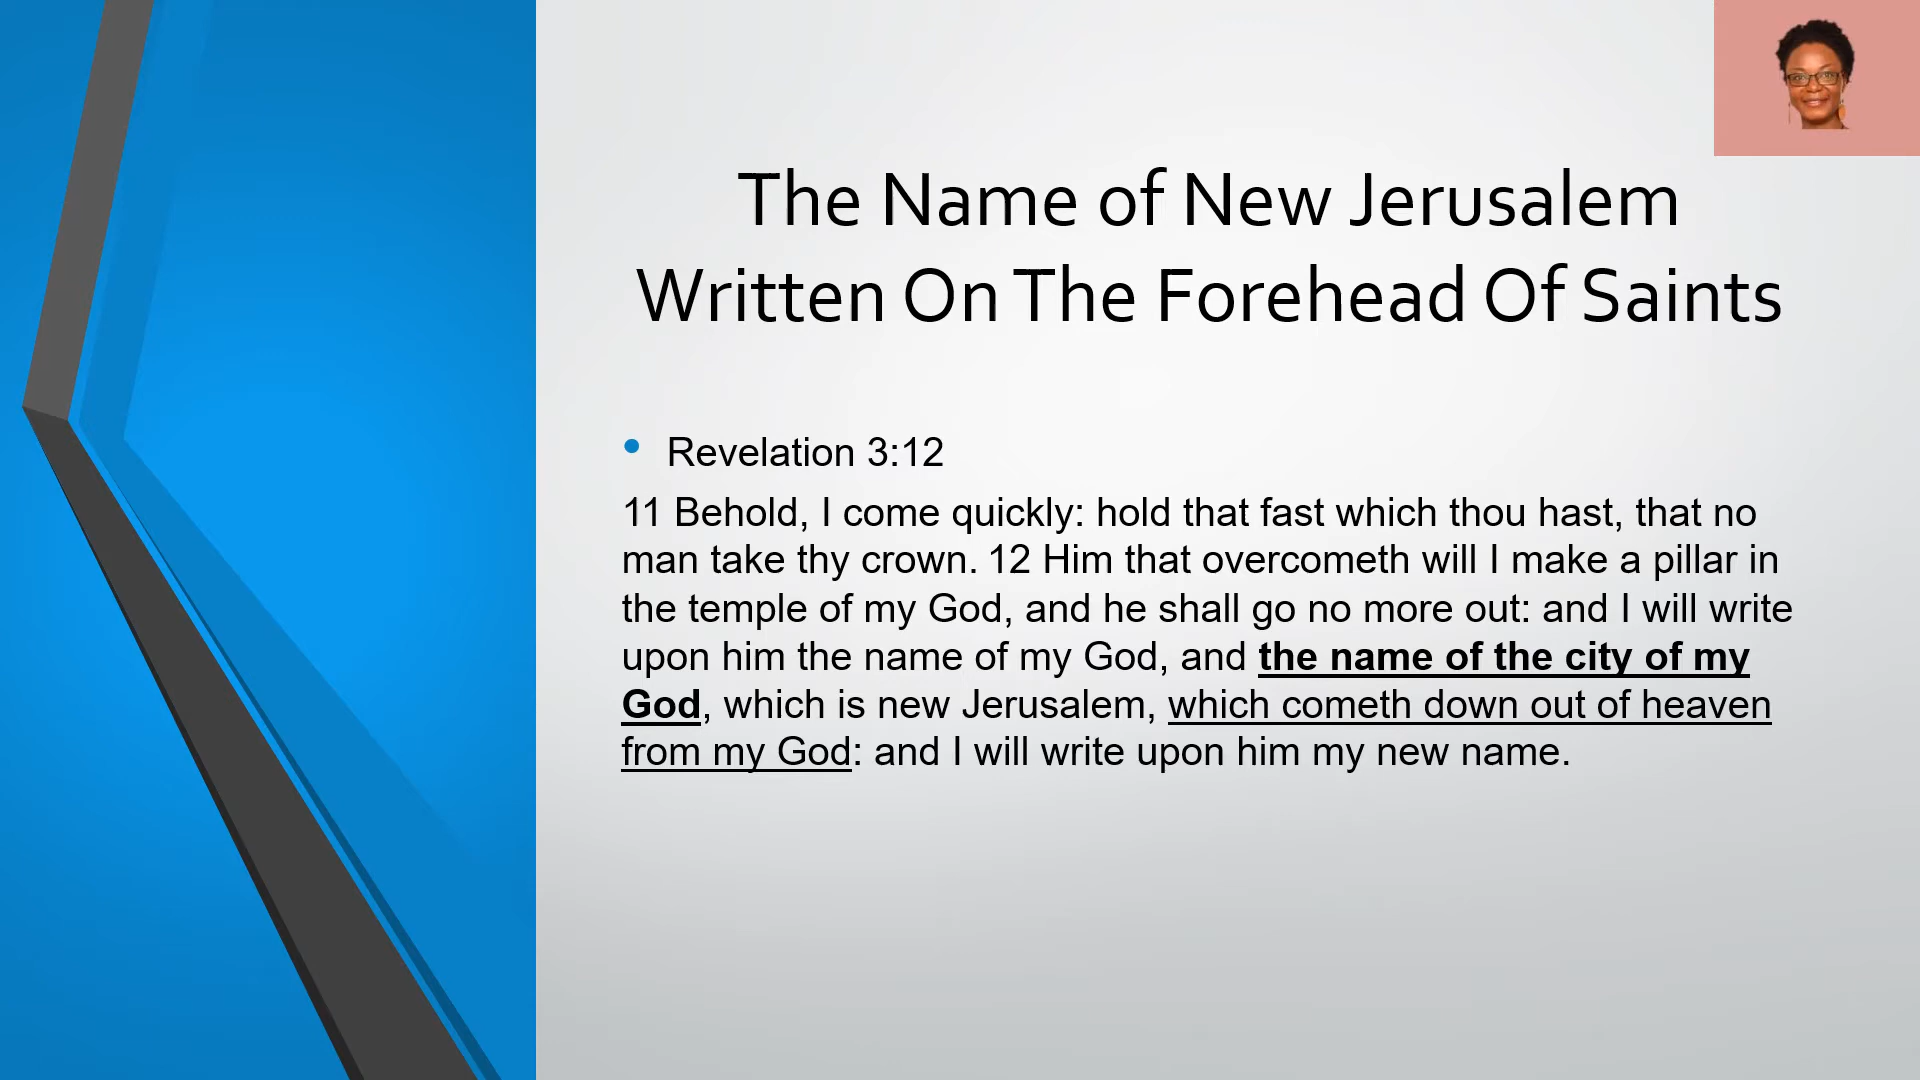 The Name of New Jerusalem
Written On The Forehead Of Saints
• Revelation 3:12
11 Behold, I come quickly: hold that fast which thou hast, that no
man take thy crown. 12 Him that overcometh will I make a pillar in
the temple of my God, and he shall go no more out: and I will write
upon him the name of my God, and the name of the city of my
God, which is new Jerusalem, which cometh down out of heaven
from my God: and I will write upon him my new name.